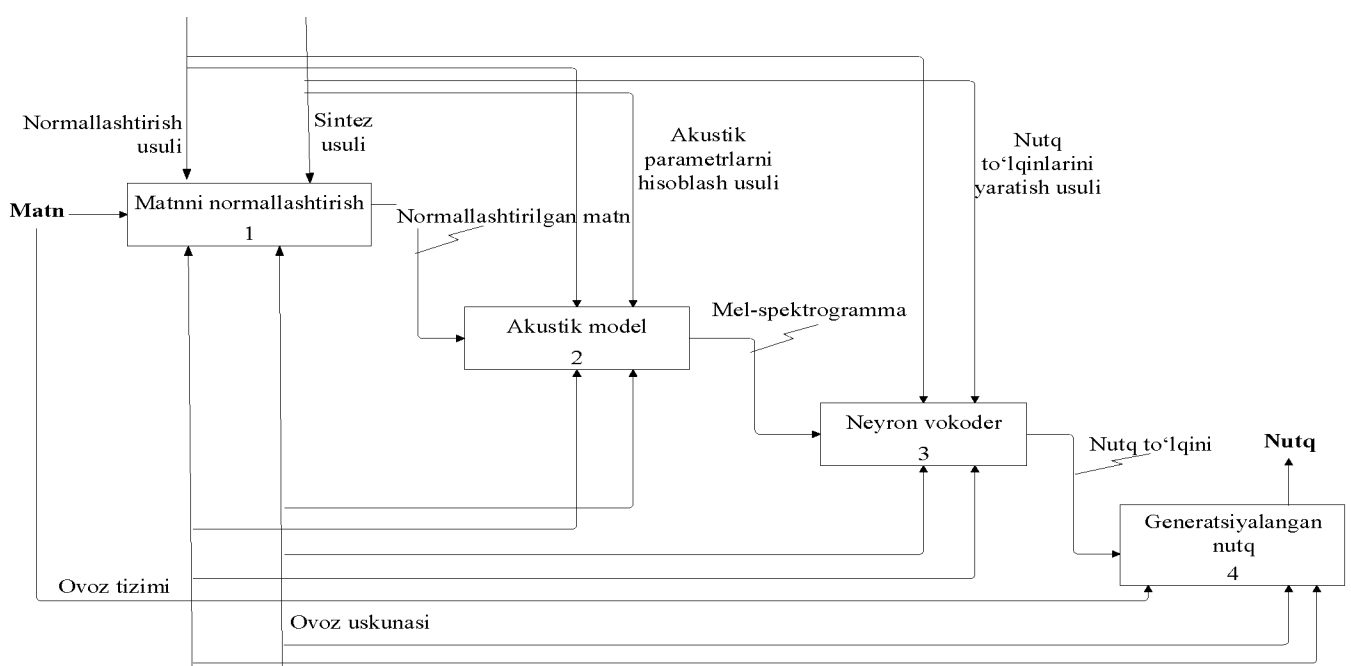 Normallashtirish
usuli
Sintez
usuli
Akustik
parametrlarni
hisoblash usuli
Nutq
to‘lqinlarini
yaratish usuli
Matn
Matnni normallashtirish
1
Normallashtirilgan matn
Akustik model
2
Mel-spektrogramma
Neyron vokoder
3
Nutq to‘lqini
Nutq
Generatsiyalangan
nutq
4
Ovoz tizimi
Ovoz uskunasi